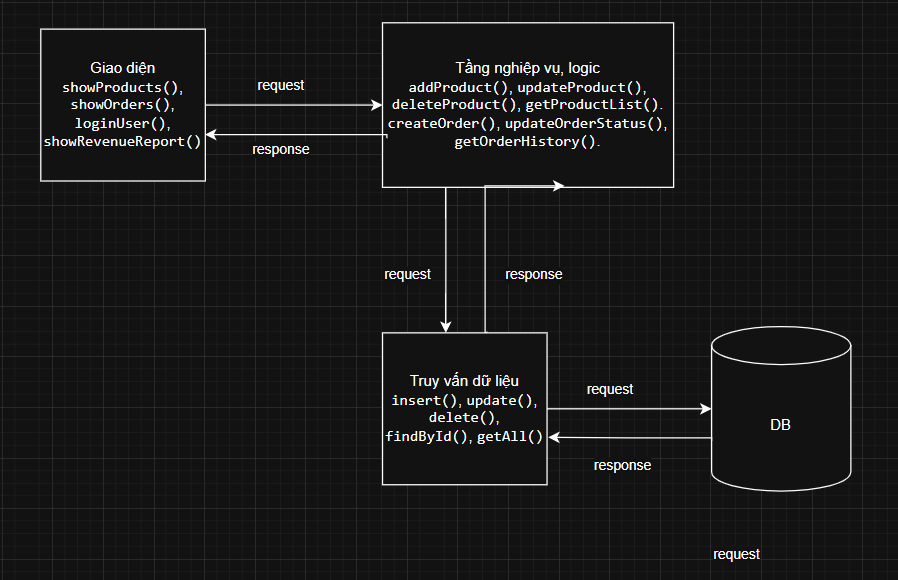 Giao diện
showProducts(),
showOrders(),
loginUser(),
showRevenueReport()
request
response
Tầng nghiệp vụ, logic
addProduct(), updateProduct(),
deleteProduct(), getProductList().
createOrder(), updateOrderStatus(),
getOrderHistory().
request
response
Truy vấn dữ liệu
insert(), update(),
delete(),
findById(), getAll()
request
response
DB
request